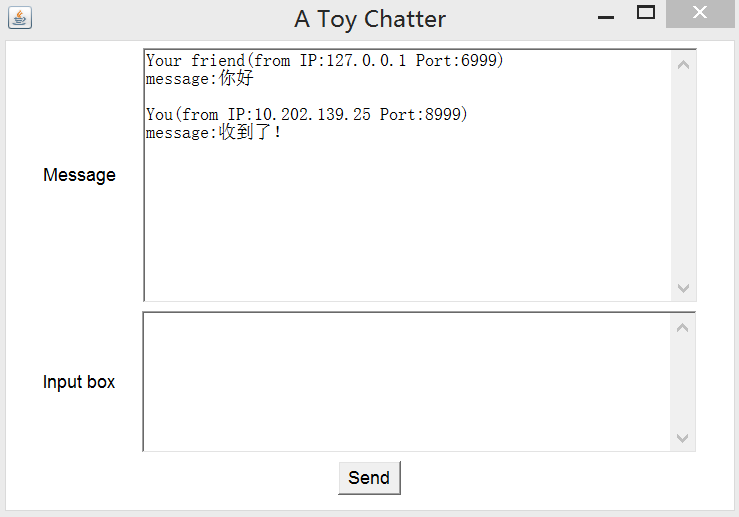 A Toy Chatter
Message
Your friend(from IP:127.0.0.1 Port:6999)
message:你好
You(from IP:10.202.139.25 Port:8999)
message:收到了!
Input box
Send